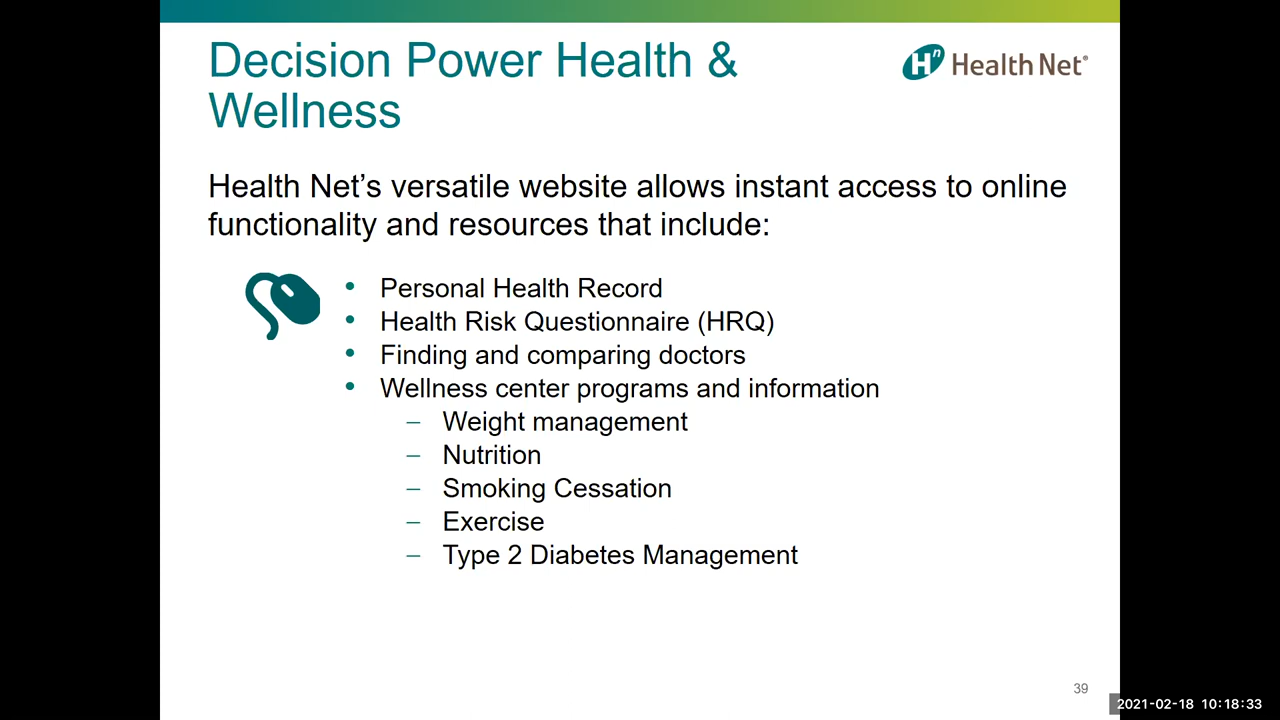 Decision Power Health &
Wellness
Hn Health Net®
Health Net’s versatile website allows instant access to online
functionality and resources that include:
• Personal Health Record
• Health Risk Questionnaire (HRQ)
• Finding and comparing doctors
• Wellness center programs and information
– Weight management
– Nutrition
– Smoking Cessation
– Exercise
– Type 2 Diabetes Management
39
2021-02-18 10:18:33